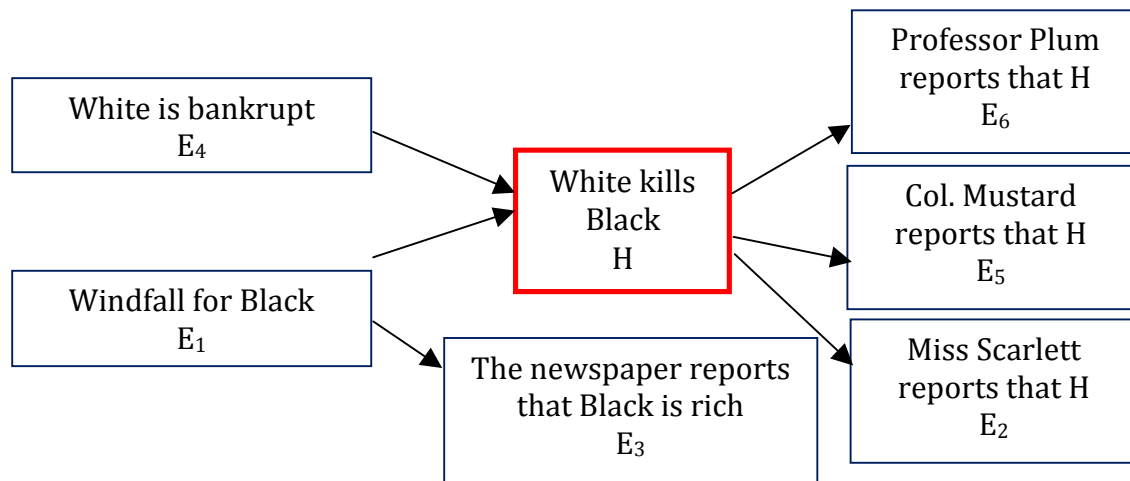 White is bankrupt
E₄
Windfall for Black
E₁
White kills
Black
H
The newspaper reports
that Black is rich
E₃
Professor Plum
reports that H
E₆
Col. Mustard
reports that H
E₅
Miss Scarlett
reports that H
E₂